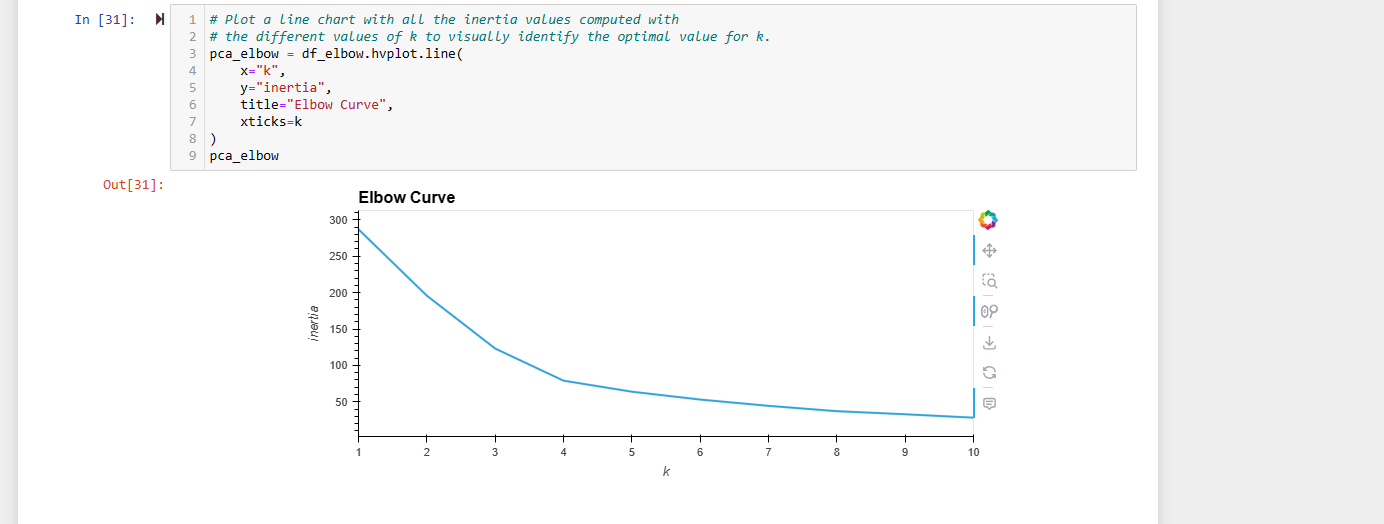 In [31]:
1 # Plot a line chart with all the inertia values computed with
2 # the different values of k to visually identify the optimal value for k.
3 pca_elbow = df_elbow.hvplot.line(
4     x="k",
5     y="inertia",
6     title="Elbow Curve",
7     xticks=k
8 )
9 pca_elbow
Out[31]:
Elbow Curve
300
250
200
150
100
50
inertia
1 2 3 4 5 6 7 8 9 10
k